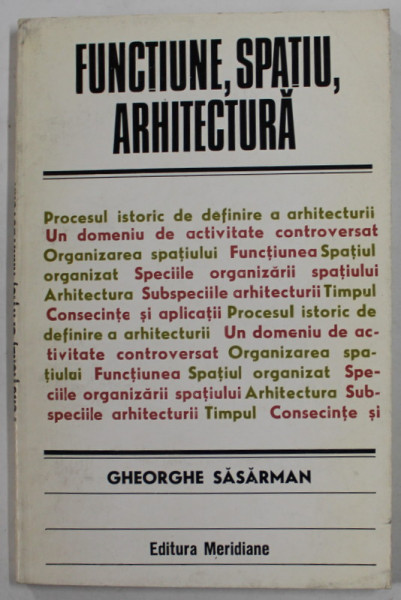 FUNCȚIUNE, SPAȚIU,
ARHITECTURĂ
Procesul istoric de definire a arhitecturii
Un domeniu de activitate controversat
Organizarea spațiului Funcțiunea Spațiul
organizat Speciile organizării spațiului
Arhitectura Subspeciile arhitecturii Timpul
Consecințe și aplicații Procesul istoric de
definire a arhitecturii Un domeniu de ac-
tivitate controversat Organizarea spa-
țiului Funcțiunea Spațiul organizat Spe-
ciile organizării spațiului Arhitectura Sub-
speciile arhitecturii Timpul Consecințe și
GHEORGHE SĂSĂRMAN
Editura Meridiane